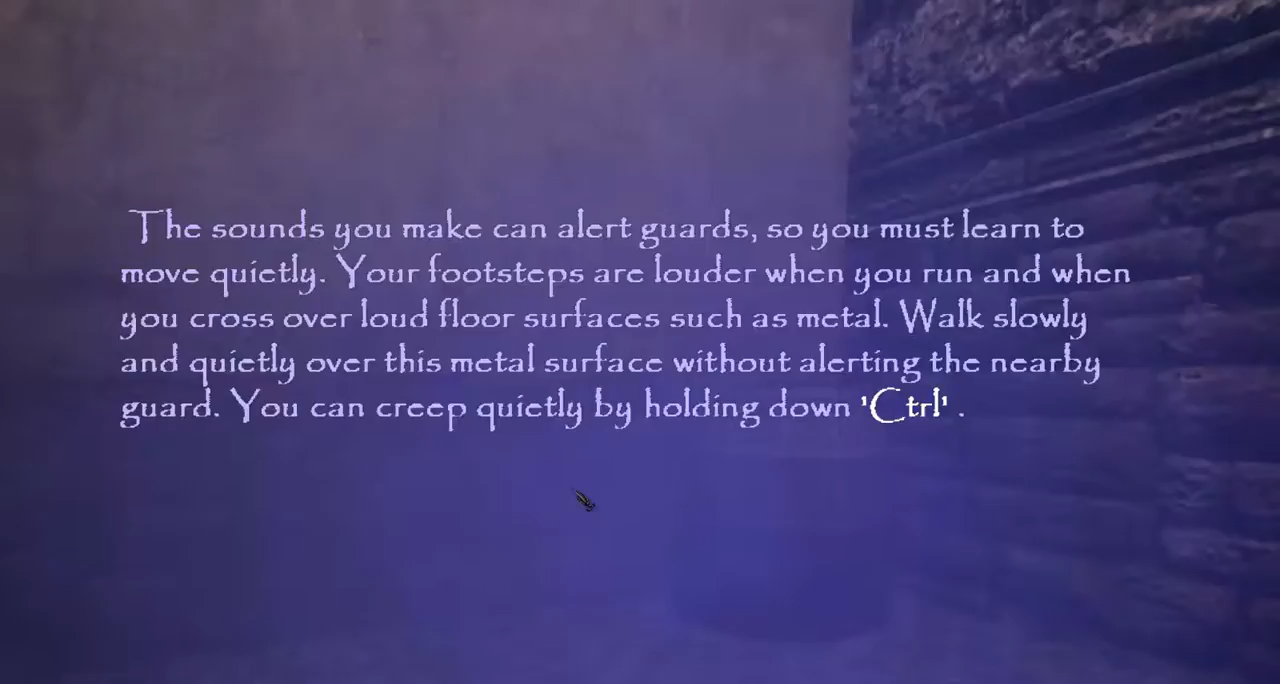 The sounds you make can alert guards, so you must learn to
move quietly. Your footsteps are louder when you run and when
you cross over loud floor surfaces such as metal. Walk slowly
and quietly over this metal surface without alerting the nearby
guard. You can creep quietly by holding down 'Ctrl' .